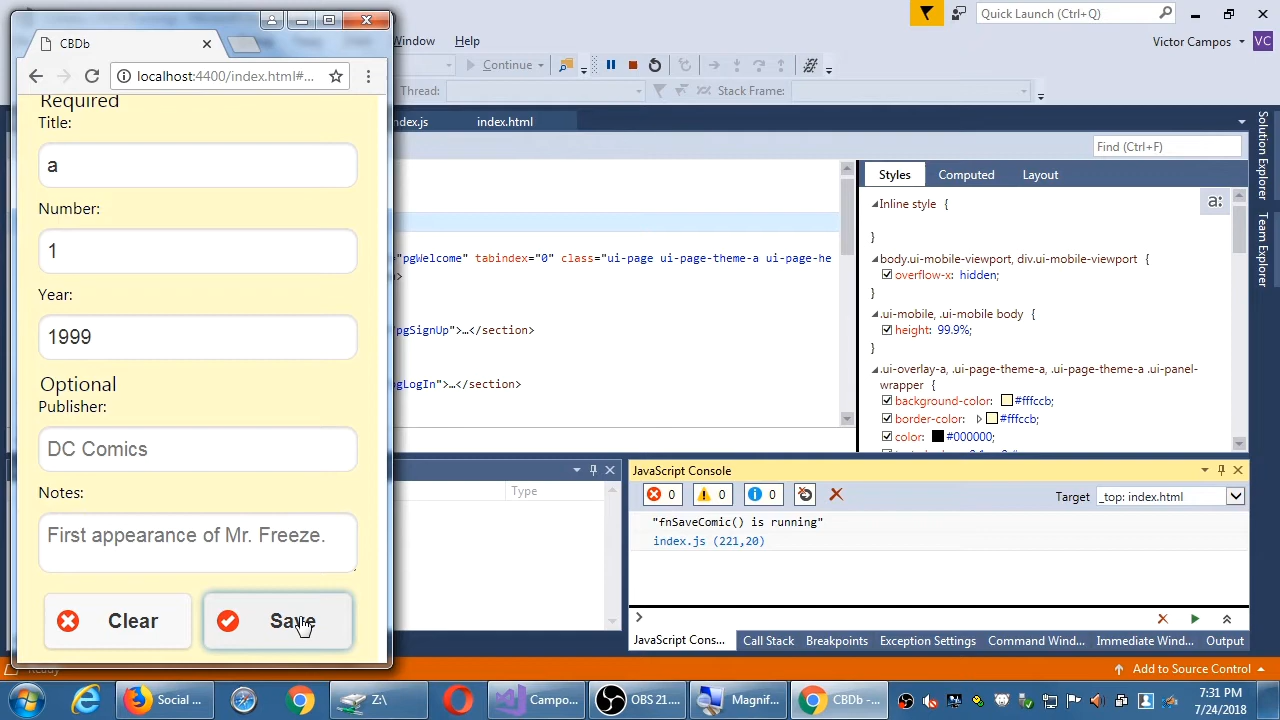 CBDb
localhost:4400/index.html#...
Required
Title:
a
Number:
1
Year:
1999
Optional
Publisher:
DC Comics
Notes:
First appearance of Mr. Freeze.
Clear
Save
Quick Launch (Ctrl+Q)
Window Help
Victor Campos VC
Continue
Thread:
Stack Frame:
dex.js index.html
Find (Ctrl+F)
Solution Explorer
Team Explorer
Styles Computed Layout
Inline style {
}
body.ui-mobile-viewport, div.ui-mobile-viewport {
overflow-x: hidden;
}
.ui-mobile, .ui-mobile body {
height: 99.9%;
}
.ui-overlay-a, .ui-page-theme-a, .ui-page-theme-a .ui-panel-
wrapper {
background-color: #fffccb;
border-color: #fffccb;
color: #000000;
a:
="pgWelcome" tabindex="0" class="ui-page ui-page-theme-a ui-page-he
>
"pgSignUp">…</section>
gLogIn">…</section>
Type
JavaScript Console
0 0 0
Target _top: index.html
"fnSaveComic() is running"
index.js (221,20)
JavaScript Cons... Call Stack Breakpoints Exception Settings Command Wind... Immediate Wind... Output
Ready
Add to Source Control
Social ...
Z:\
Campo...
OBS 21....
Magnif...
CBDb -...
7:31 PM
7/24/2018